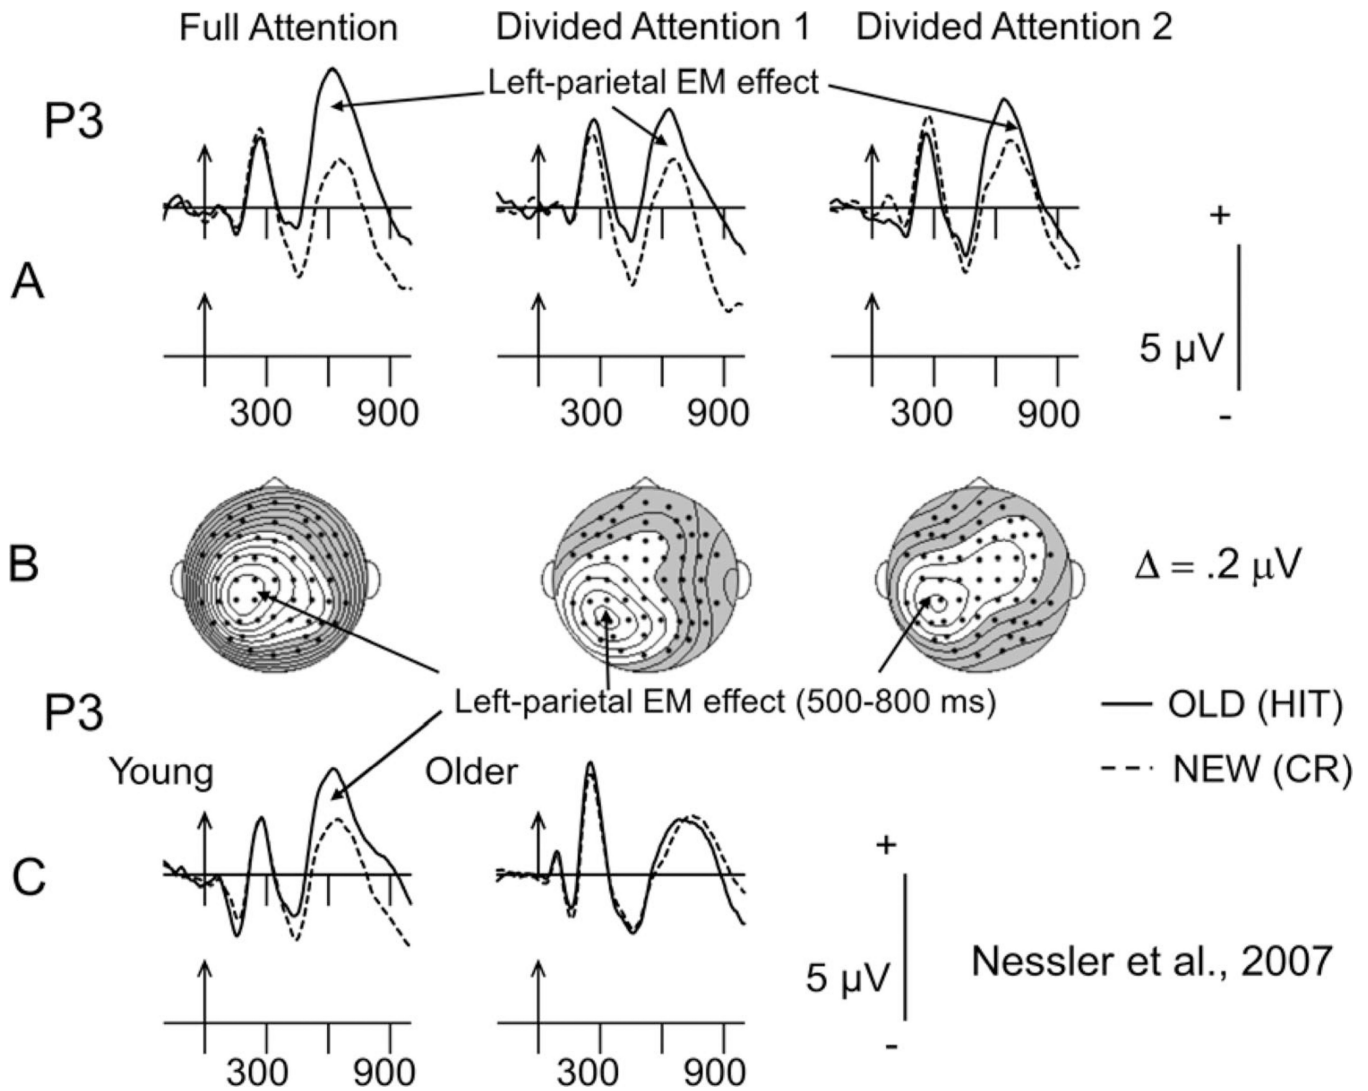 Full Attention Divided Attention 1 Divided Attention 2
Left-parietal EM effect
P3
+
A
5 µV
-
300 900 300 900 300 900
B
Δ = .2 µV
Left-parietal EM effect (500-800 ms)
P3
OLD (HIT)
NEW (CR)
Young Older
+
C
5 µV
Nessler et al., 2007
-
300 900 300 900